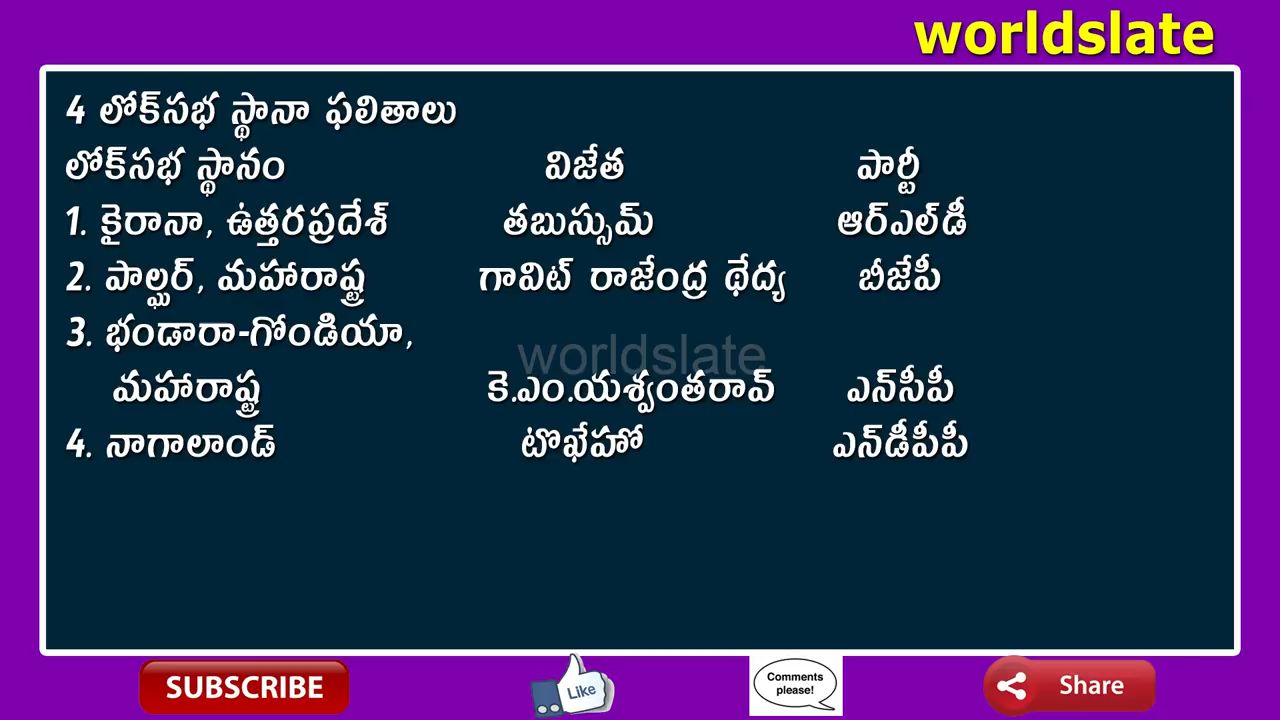 worldslate
4 లోక్‌సభ స్థానా ఫలితాలు
లోక్‌సభ స్థానం విజేత పార్టీ
1. కైరానా, ఉత్తరప్రదేశ్ తబుస్సుమ్ ఆర్ఎల్‌డీ
2. పాల్ఘర్, మహారాష్ట్ర గావిట్ రాజేంద్ర థేద్య బీజేపీ
3. భండారా-గోండియా,
worldslate
మహారాష్ట్ర కె.ఎం.యశ్వంతరావ్ ఎన్‌సీపీ
4. నాగాలాండ్ టొఖేహో ఎన్‌డీపీపీ
SUBSCRIBE Like Comments please! Share